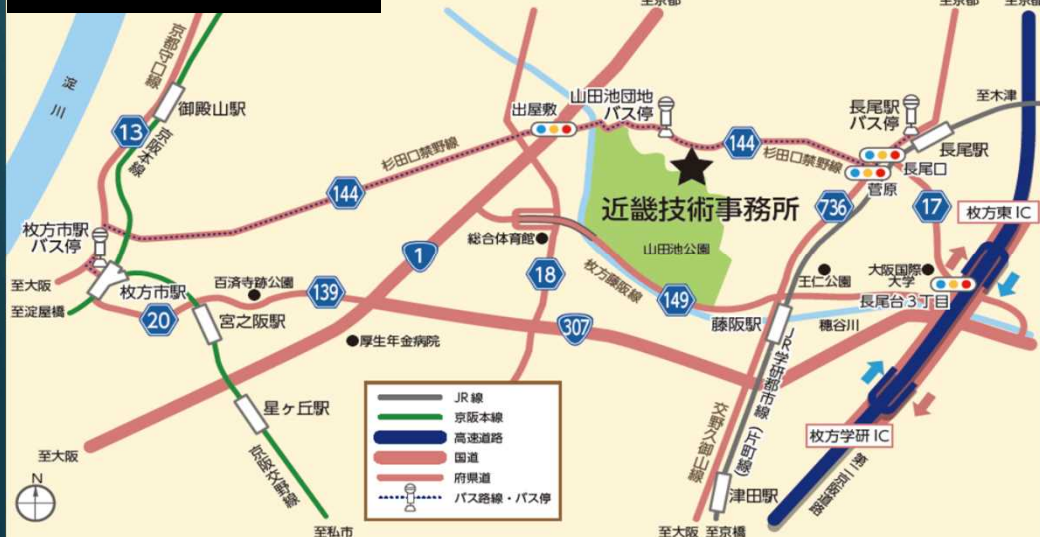 至京都
至京都
至京都
淀川
京都守口線
御殿山駅
13
京阪本線
出屋敷
山田池団地
バス停
長尾駅
バス停
至木津
長尾駅
長尾口
菅原
144
杉田口禁野線
杉田口禁野線
144
近畿技術事務所
736
17
枚方東IC
枚方市駅
バス停
1
総合体育館
山田池公園
18
枚方藤阪線
149
王仁公園
大阪国際
大学
長尾台3丁目
至大阪
至淀屋橋
枚方市駅
20
百済寺跡公園
139
宮之阪駅
307
藤阪駅
穂谷川
厚生年金病院
JR学研都市線(片町線)
星ヶ丘駅
京阪交野線
交野久御山線
枚方学研IC
第二京阪道路
津田駅
至大阪
N
至私市
至大阪
至京橋
JR線
京阪本線
高速道路
国道
府県道
バス路線・バス停